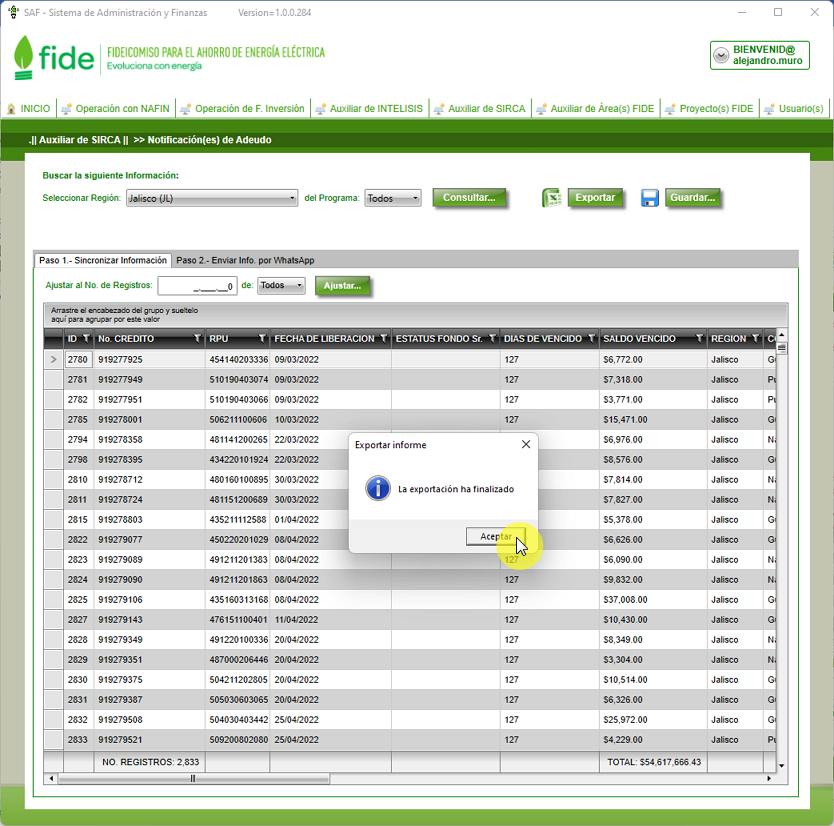 SAF - Sistema de Administración y Finanzas Version=1.0.0.284
fide
FIDEICOMISO PARA EL AHORRO DE ENERGÍA ELÉCTRICA
Evoluciona con energía
BIENVENID@
alejandro.muro
INICIO Operación con NAFIN Operación de F. Inversión Auxiliar de INTELISIS Auxiliar de SIRCA Auxiliar de Área(s) FIDE Proyecto(s) FIDE Usuario(s)
.|| Auxiliar de SIRCA || >> Notificación(es) de Adeudo
Buscar la siguiente Información:
Seleccionar Región: Jalisco (JL) del Programa: Todos Consultar... Exportar Guardar...
Paso 1.- Sincronizar Información Paso 2.- Enviar Info. por WhatsApp
Ajustar al No. de Registros: _,___,__0 de: Todos Ajustar...
Arrastre el encabezado del grupo y sueltelo
aquí para agrupar por este valor
ID No. CREDITO RPU FECHA DE LIBERACION ESTATUS FONDO Sr. DIAS DE VENCIDO SALDO VENCIDO REGION
2780 919277925 454140203336 09/03/2022 127 $6,772.00 Jalisco
2781 919277949 510190403074 09/03/2022 127 $7,318.00 Jalisco
2782 919277951 510190403066 09/03/2022 127 $3,771.00 Jalisco
2785 919278001 506211100606 10/03/2022 127 $15,471.00 Jalisco
2794 919278358 481141200265 22/03/2022 $6,976.00 Jalisco
2798 919278395 434220101924 22/03/2022 $8,576.00 Jalisco
2810 919278712 480160100895 30/03/2022 $7,814.00 Jalisco
2811 919278724 481151200689 30/03/2022 $7,827.00 Jalisco
2815 919278803 435211112588 01/04/2022 $5,378.00 Jalisco
2822 919279077 450220201029 08/04/2022 $6,626.00 Jalisco
2823 919279089 491211201383 08/04/2022 127 $6,090.00 Jalisco
2824 919279090 491211201863 08/04/2022 127 $9,832.00 Jalisco
2825 919279106 435160313168 08/04/2022 127 $37,008.00 Jalisco
2827 919279143 476151100401 11/04/2022 127 $10,430.00 Jalisco
2828 919279349 491220100336 20/04/2022 127 $8,349.00 Jalisco
2829 919279351 487000206446 20/04/2022 127 $3,304.00 Jalisco
2830 919279375 504211202805 20/04/2022 127 $10,514.00 Jalisco
2831 919279387 505030603065 20/04/2022 127 $6,326.00 Jalisco
2832 919279508 504030403442 25/04/2022 127 $25,972.00 Jalisco
2833 919279521 509200802080 25/04/2022 127 $4,229.00 Jalisco
NO. REGISTROS: 2,833 TOTAL: $54,617,666.43
Exportar informe
La exportación ha finalizado
Aceptar